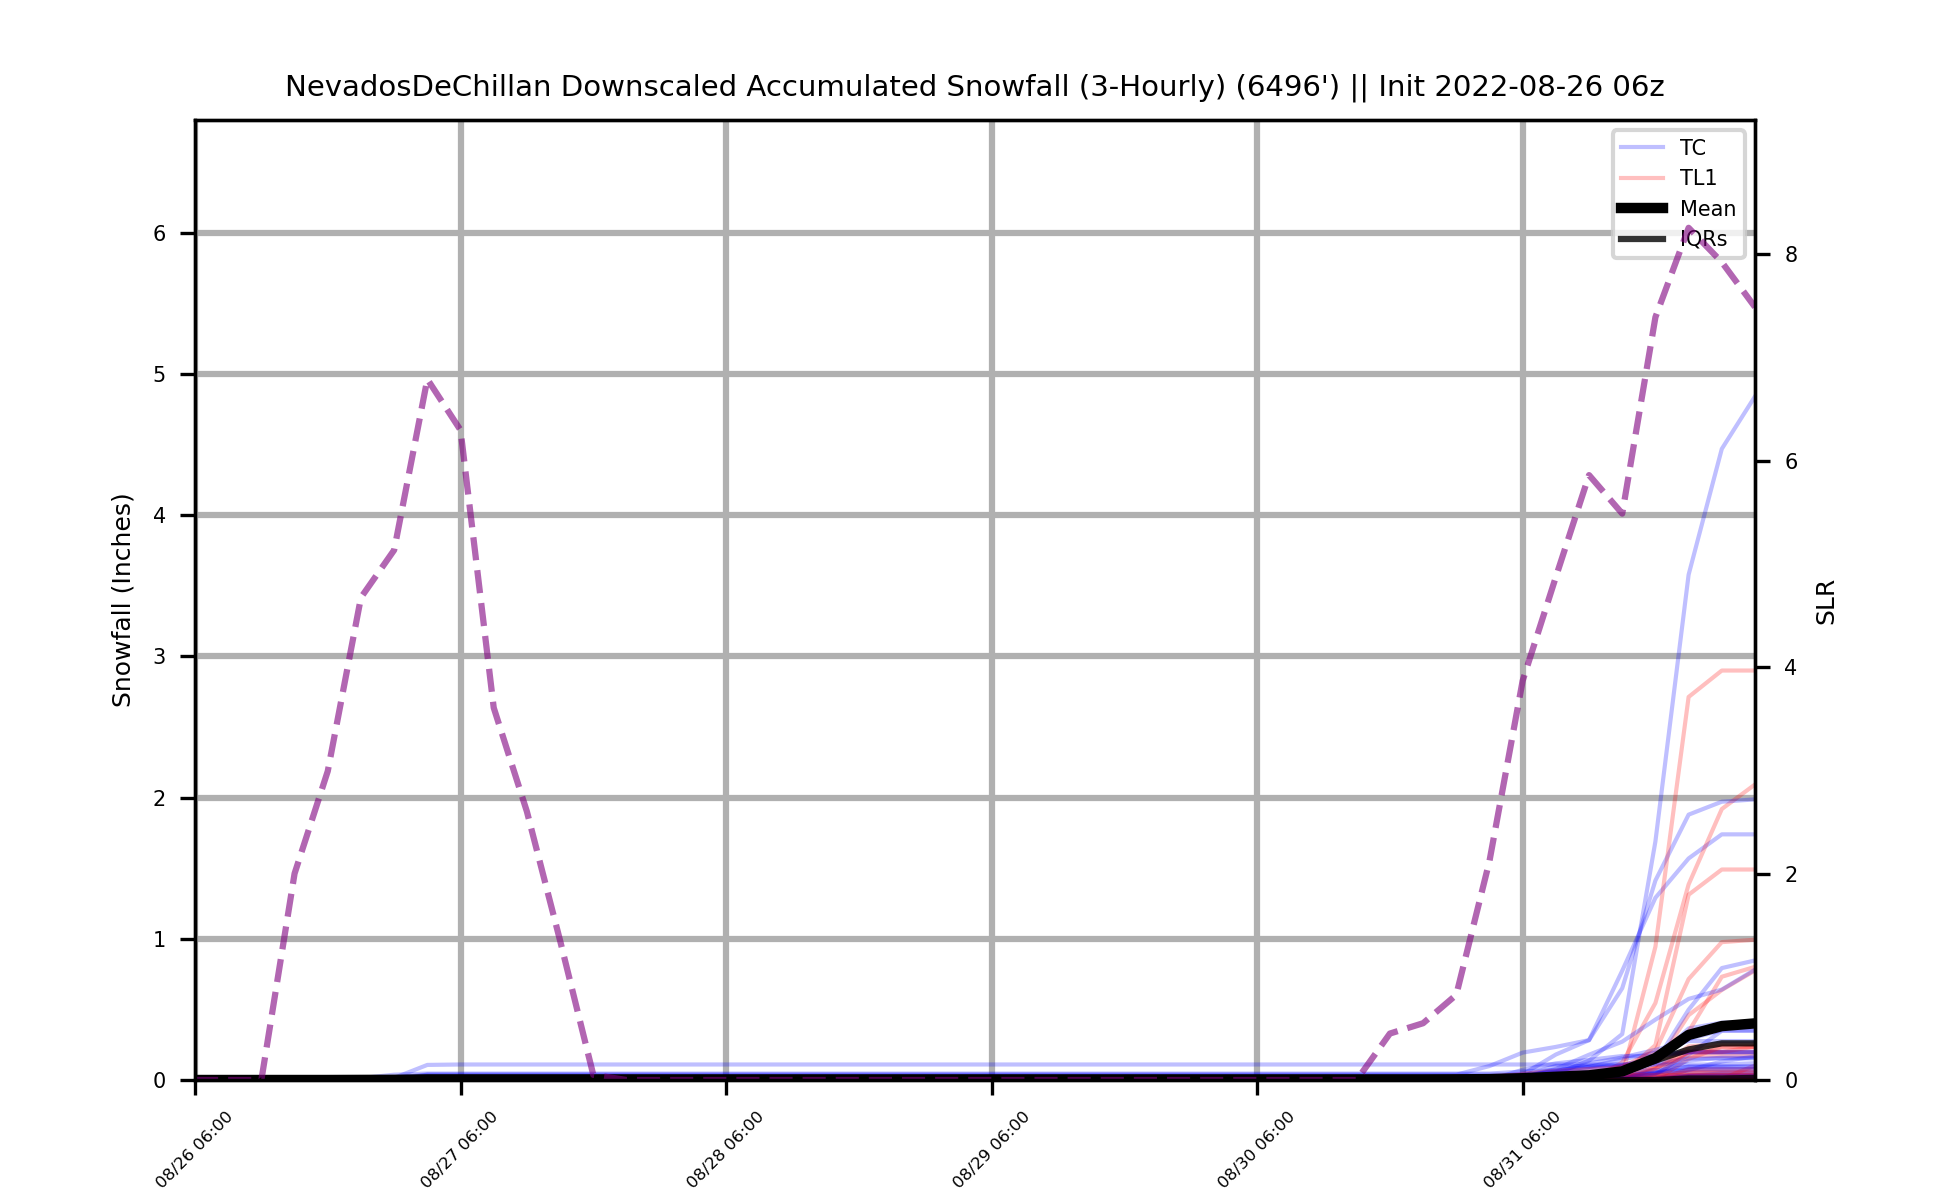 NevadosDeChillan Downscaled Accumulated Snowfall (3-Hourly) (6496') || Init 2022-08-26 06z
TC
TL1
Mean
IQRs
Snowfall (Inches)
6
5
4
3
2
1
0
SLR
8
6
4
2
0
08/26 06:00
08/27 06:00
08/28 06:00
08/29 06:00
08/30 06:00
08/31 06:00